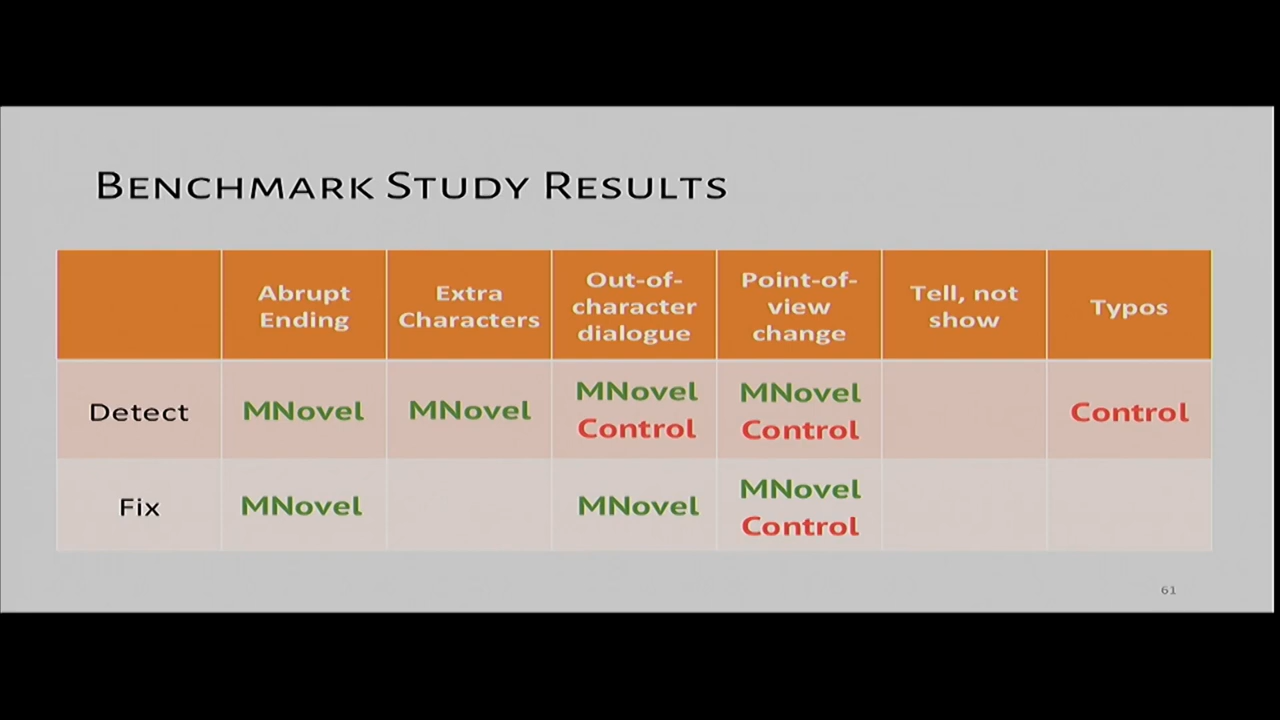 BENCHMARK STUDY RESULTS
Abrupt
Ending
Extra
Characters
Out-of-
character
dialogue
Point-of-
view
change
Tell, not
show
Typos
Detect
MNovel
MNovel
MNovel
Control
MNovel
Control
Control
Fix
MNovel
MNovel
MNovel
Control
61